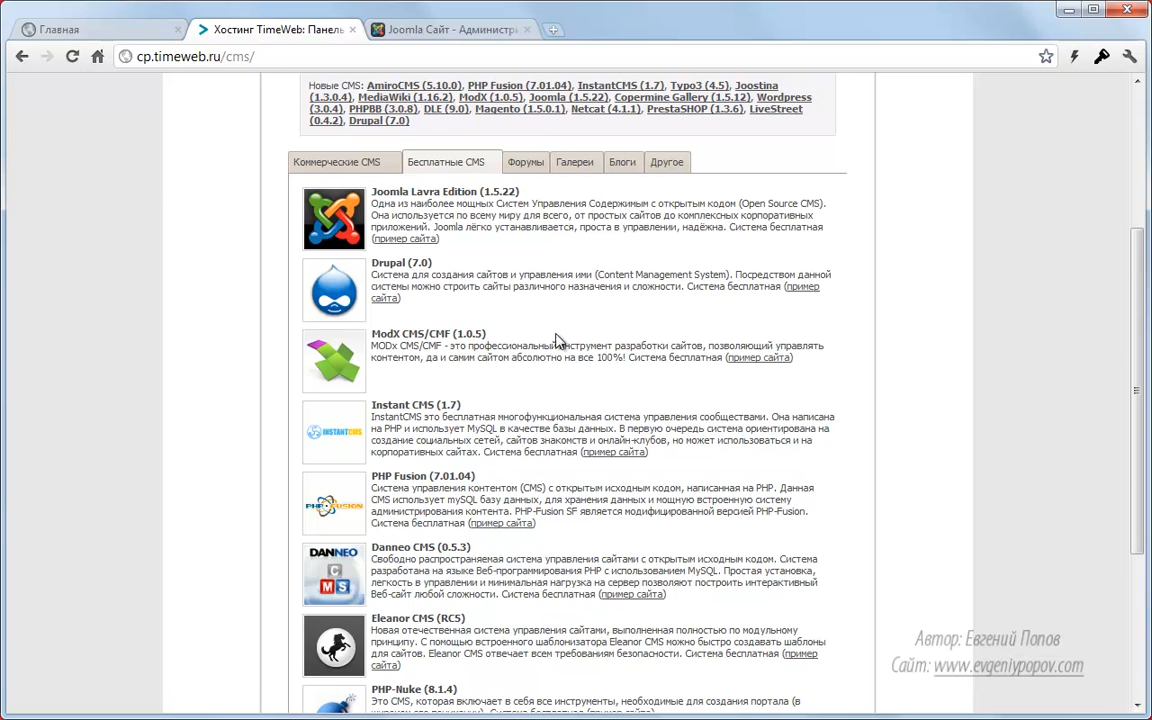 Главная
Хостинг TimeWeb: Панель
Joomla Сайт - Администри
cp.timeweb.ru/cms/
Новые CMS: AmiroCMS (5.10.0), PHP Fusion (7.01.04), InstantCMS (1.7), Typo3 (4.5), Joostina
(1.3.0.4), MediaWiki (1.16.2), ModX (1.0.5), Joomla (1.5.22), Copermine Gallery (1.5.12), Wordpress
(3.0.4), PHPBB (3.0.8), DLE (9.0), Magento (1.5.0.1), Netcat (4.1.1), PrestaSHOP (1.3.6), LiveStreet
(0.4.2), Drupal (7.0)
Коммерческие CMS Бесплатные CMS Форумы Галереи Блоги Другое
Joomla Lavra Edition (1.5.22)
Одна из наиболее мощных Систем Управления Содержимым с открытым кодом (Open Source CMS).
Она используется по всему миру для всего, от простых сайтов до комплексных корпоративных
приложений. Joomla легко устанавливается, проста в управлении, надёжна. Система бесплатная
(пример сайта)
Drupal (7.0)
Система для создания сайтов и управления ими (Content Management System). Посредством данной
системы можно строить сайты различного назначения и сложности. Система бесплатная (пример
сайта)
ModX CMS/CMF (1.0.5)
MODx CMS/CMF - это профессиональный инструмент разработки сайтов, позволяющий управлять
контентом, да и самим сайтом абсолютно на все 100%! Система бесплатная (пример сайта)
INSTANTCMS
Instant CMS (1.7)
InstantCMS это бесплатная многофункциональная система управления сообществами. Она написана
на PHP и использует MySQL в качестве базы данных. В первую очередь система ориентирована на
создание социальных сетей, сайтов знакомств и онлайн-клубов, но может использоваться и на
корпоративных сайтах. Система бесплатная (пример сайта)
PHP-FUSION
PHP Fusion (7.01.04)
Система управления контентом (CMS) с открытым исходным кодом, написанная на PHP. Данная
CMS использует mySQL базу данных, для хранения данных и мощную встроенную систему
администрирования контента. PHP-Fusion SF является модифицированной версией PHP-Fusion.
Система бесплатная (пример сайта)
DANNEO
C
M S
Danneo CMS (0.5.3)
Свободно распространяемая система управления сайтами с открытым исходным кодом. Система
разработана на языке Веб-программирования PHP с использованием MySQL. Простая установка,
легкость в управлении и минимальная нагрузка на сервер позволяют построить интерактивный
Веб-сайт любой сложности. Система бесплатная (пример сайта)
Eleanor CMS (RC5)
Новая отечественная система управления сайтами, выполненная полностью по модульному
принципу. С помощью встроенного шаблонизатора Eleanor CMS можно быстро создавать шаблоны
для сайтов. Eleanor CMS отвечает всем требованиям безопасности. Система бесплатная (пример
сайта)
PHP-Nuke (8.1.4)
Это CMS, которая включает в себя все инструменты, необходимые для создания портала (в
Автор: Евгений Попов
Сайт: www.evgeniypopov.com